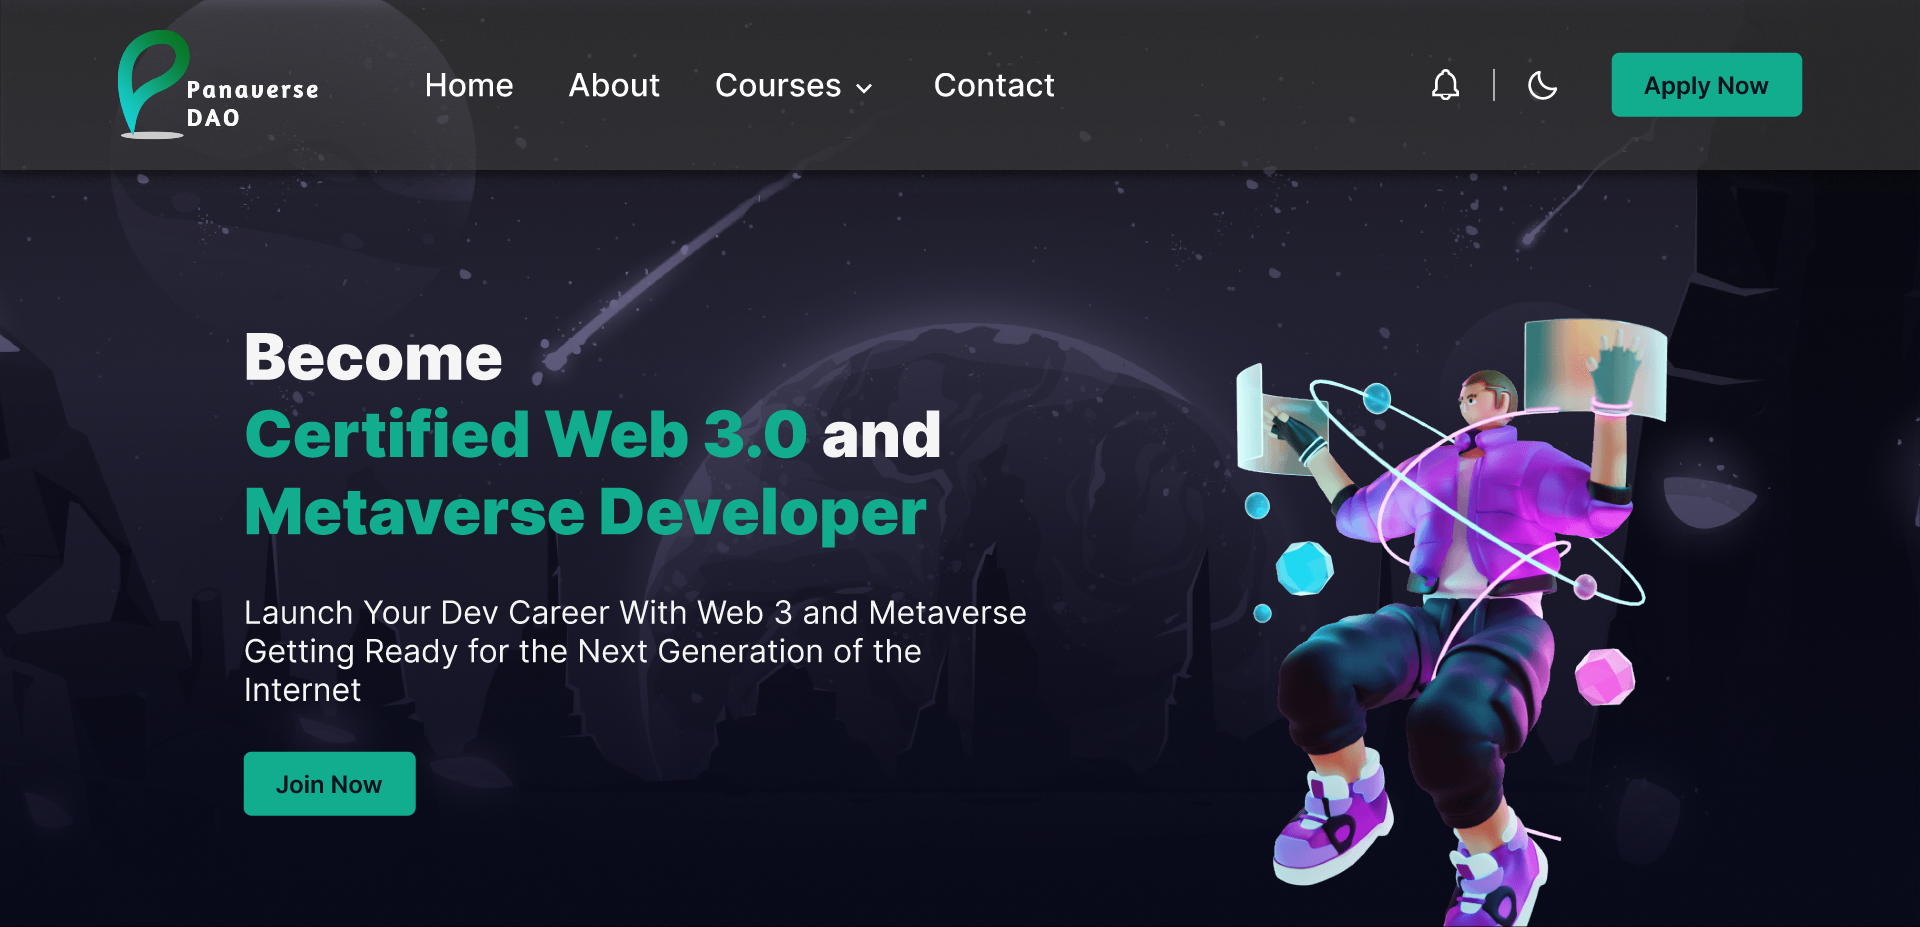 Panaverse
DAO
Home About Courses Contact
Apply Now
Become
Certified Web 3.0 and
Metaverse Developer
Launch Your Dev Career With Web 3 and Metaverse
Getting Ready for the Next Generation of the
Internet
Join Now